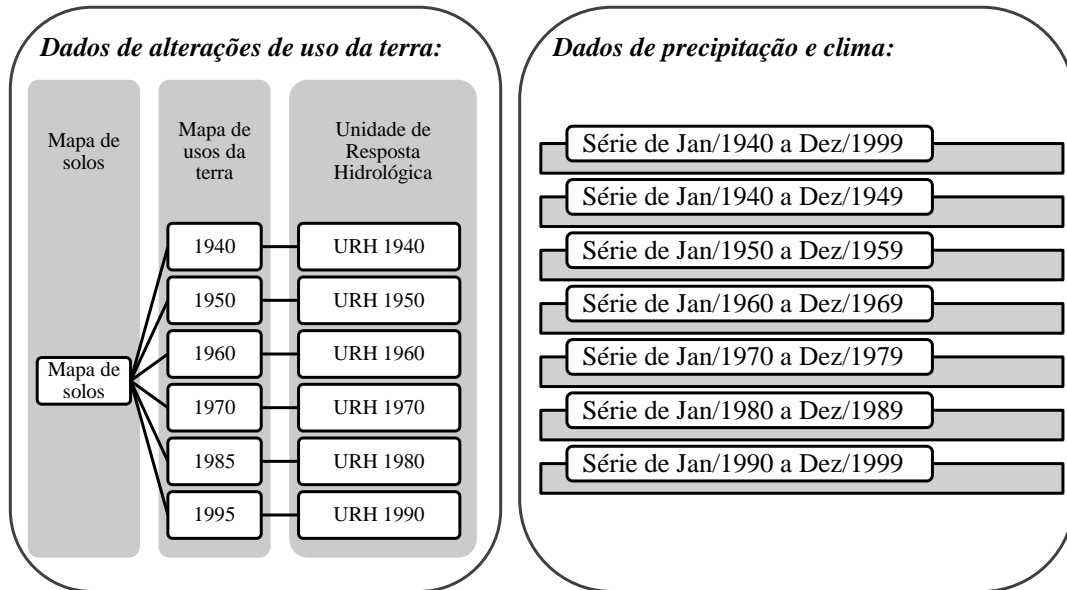 Dados de alterações de uso da terra:
Mapa de
solos
Mapa de
usos da
terra
Unidade de
Resposta
Hidrológica
Mapa de
solos
1940
URH 1940
1950
URH 1950
1960
URH 1960
1970
URH 1970
1985
URH 1980
1995
URH 1990
Dados de precipitação e clima:
Série de Jan/1940 a Dez/1999
Série de Jan/1940 a Dez/1949
Série de Jan/1950 a Dez/1959
Série de Jan/1960 a Dez/1969
Série de Jan/1970 a Dez/1979
Série de Jan/1980 a Dez/1989
Série de Jan/1990 a Dez/1999